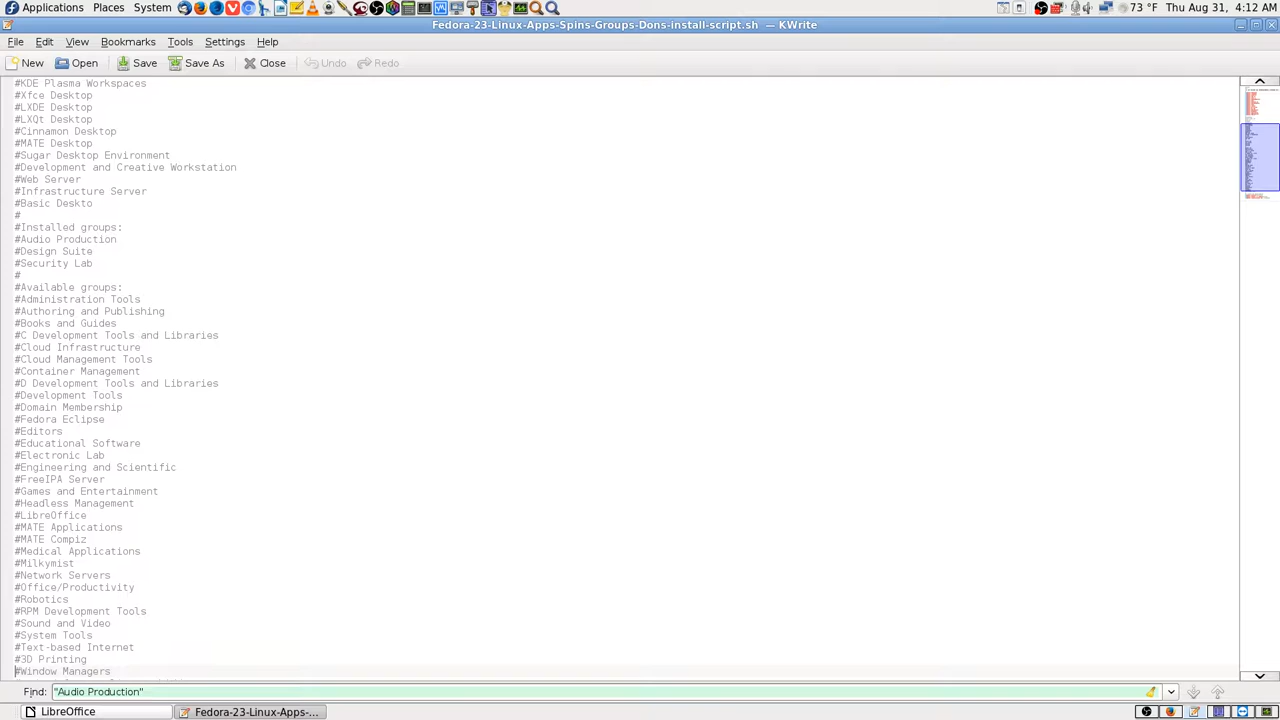 Applications Places System 73 °F Thu Aug 31, 4:12 AM
Fedora-23-Linux-Apps-Spins-Groups-Dons-install-script.sh — KWrite
File Edit View Bookmarks Tools Settings Help
New Open Save Save As Close Undo Redo
#KDE Plasma Workspaces
#Xfce Desktop
#LXDE Desktop
#LXQt Desktop
#Cinnamon Desktop
#MATE Desktop
#Sugar Desktop Environment
#Development and Creative Workstation
#Web Server
#Infrastructure Server
#Basic Deskto
#
#Installed groups:
#Audio Production
#Design Suite
#Security Lab
#
#Available groups:
#Administration Tools
#Authoring and Publishing
#Books and Guides
#C Development Tools and Libraries
#Cloud Infrastructure
#Cloud Management Tools
#Container Management
#D Development Tools and Libraries
#Development Tools
#Domain Membership
#Fedora Eclipse
#Editors
#Educational Software
#Electronic Lab
#Engineering and Scientific
#FreeIPA Server
#Games and Entertainment
#Headless Management
#LibreOffice
#MATE Applications
#MATE Compiz
#Medical Applications
#Milkymist
#Network Servers
#Office/Productivity
#Robotics
#RPM Development Tools
#Sound and Video
#System Tools
#Text-based Internet
#3D Printing
#Window Managers
Find: "Audio Production"
LibreOffice Fedora-23-Linux-Apps-...